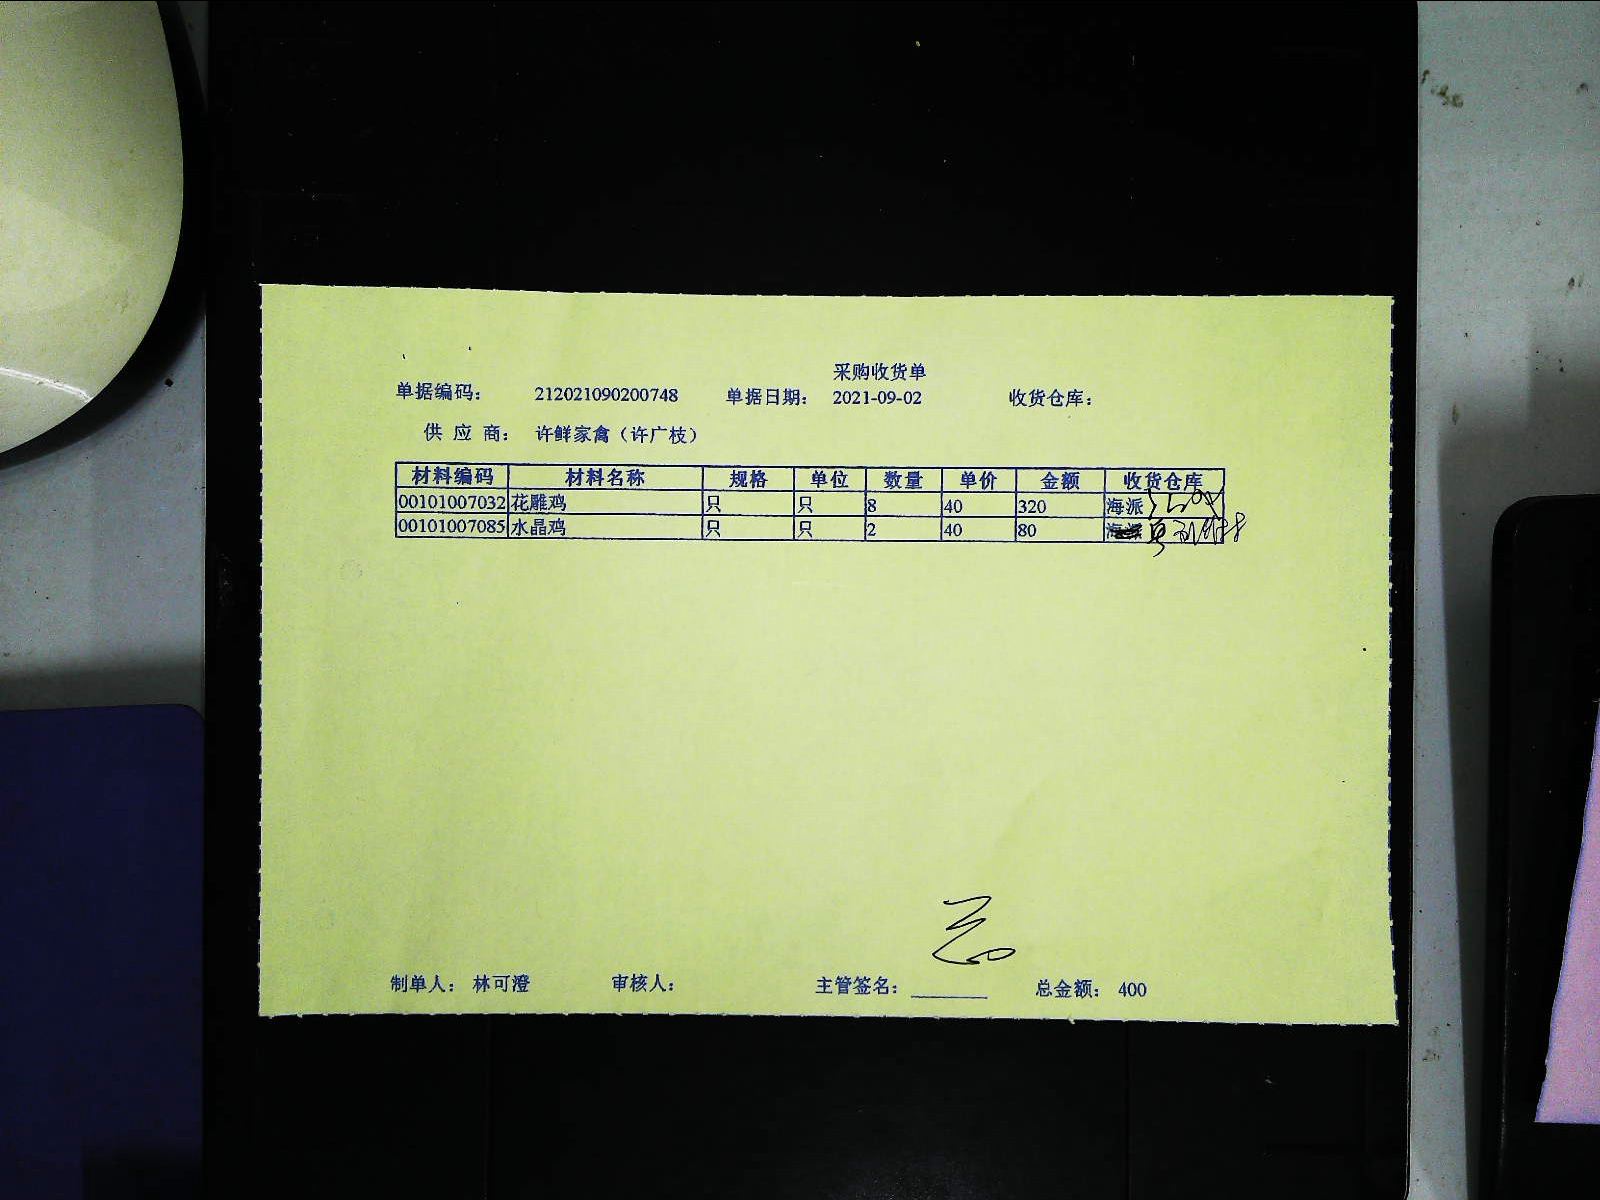 采购收货单
单据编码： 212021090200748 单据日期： 2021-09-02 收货仓库：
供 应 商： 许鲜家禽（许广枝）
材料编码 材料名称 规格 单位 数量 单价 金额 收货仓库
00101007032 花雕鸡 只 只 8 40 320 海派
00101007085 水晶鸡 只 只 2 40 80 海派
制单人： 林可澄 审核人： 主管签名： 总金额： 400